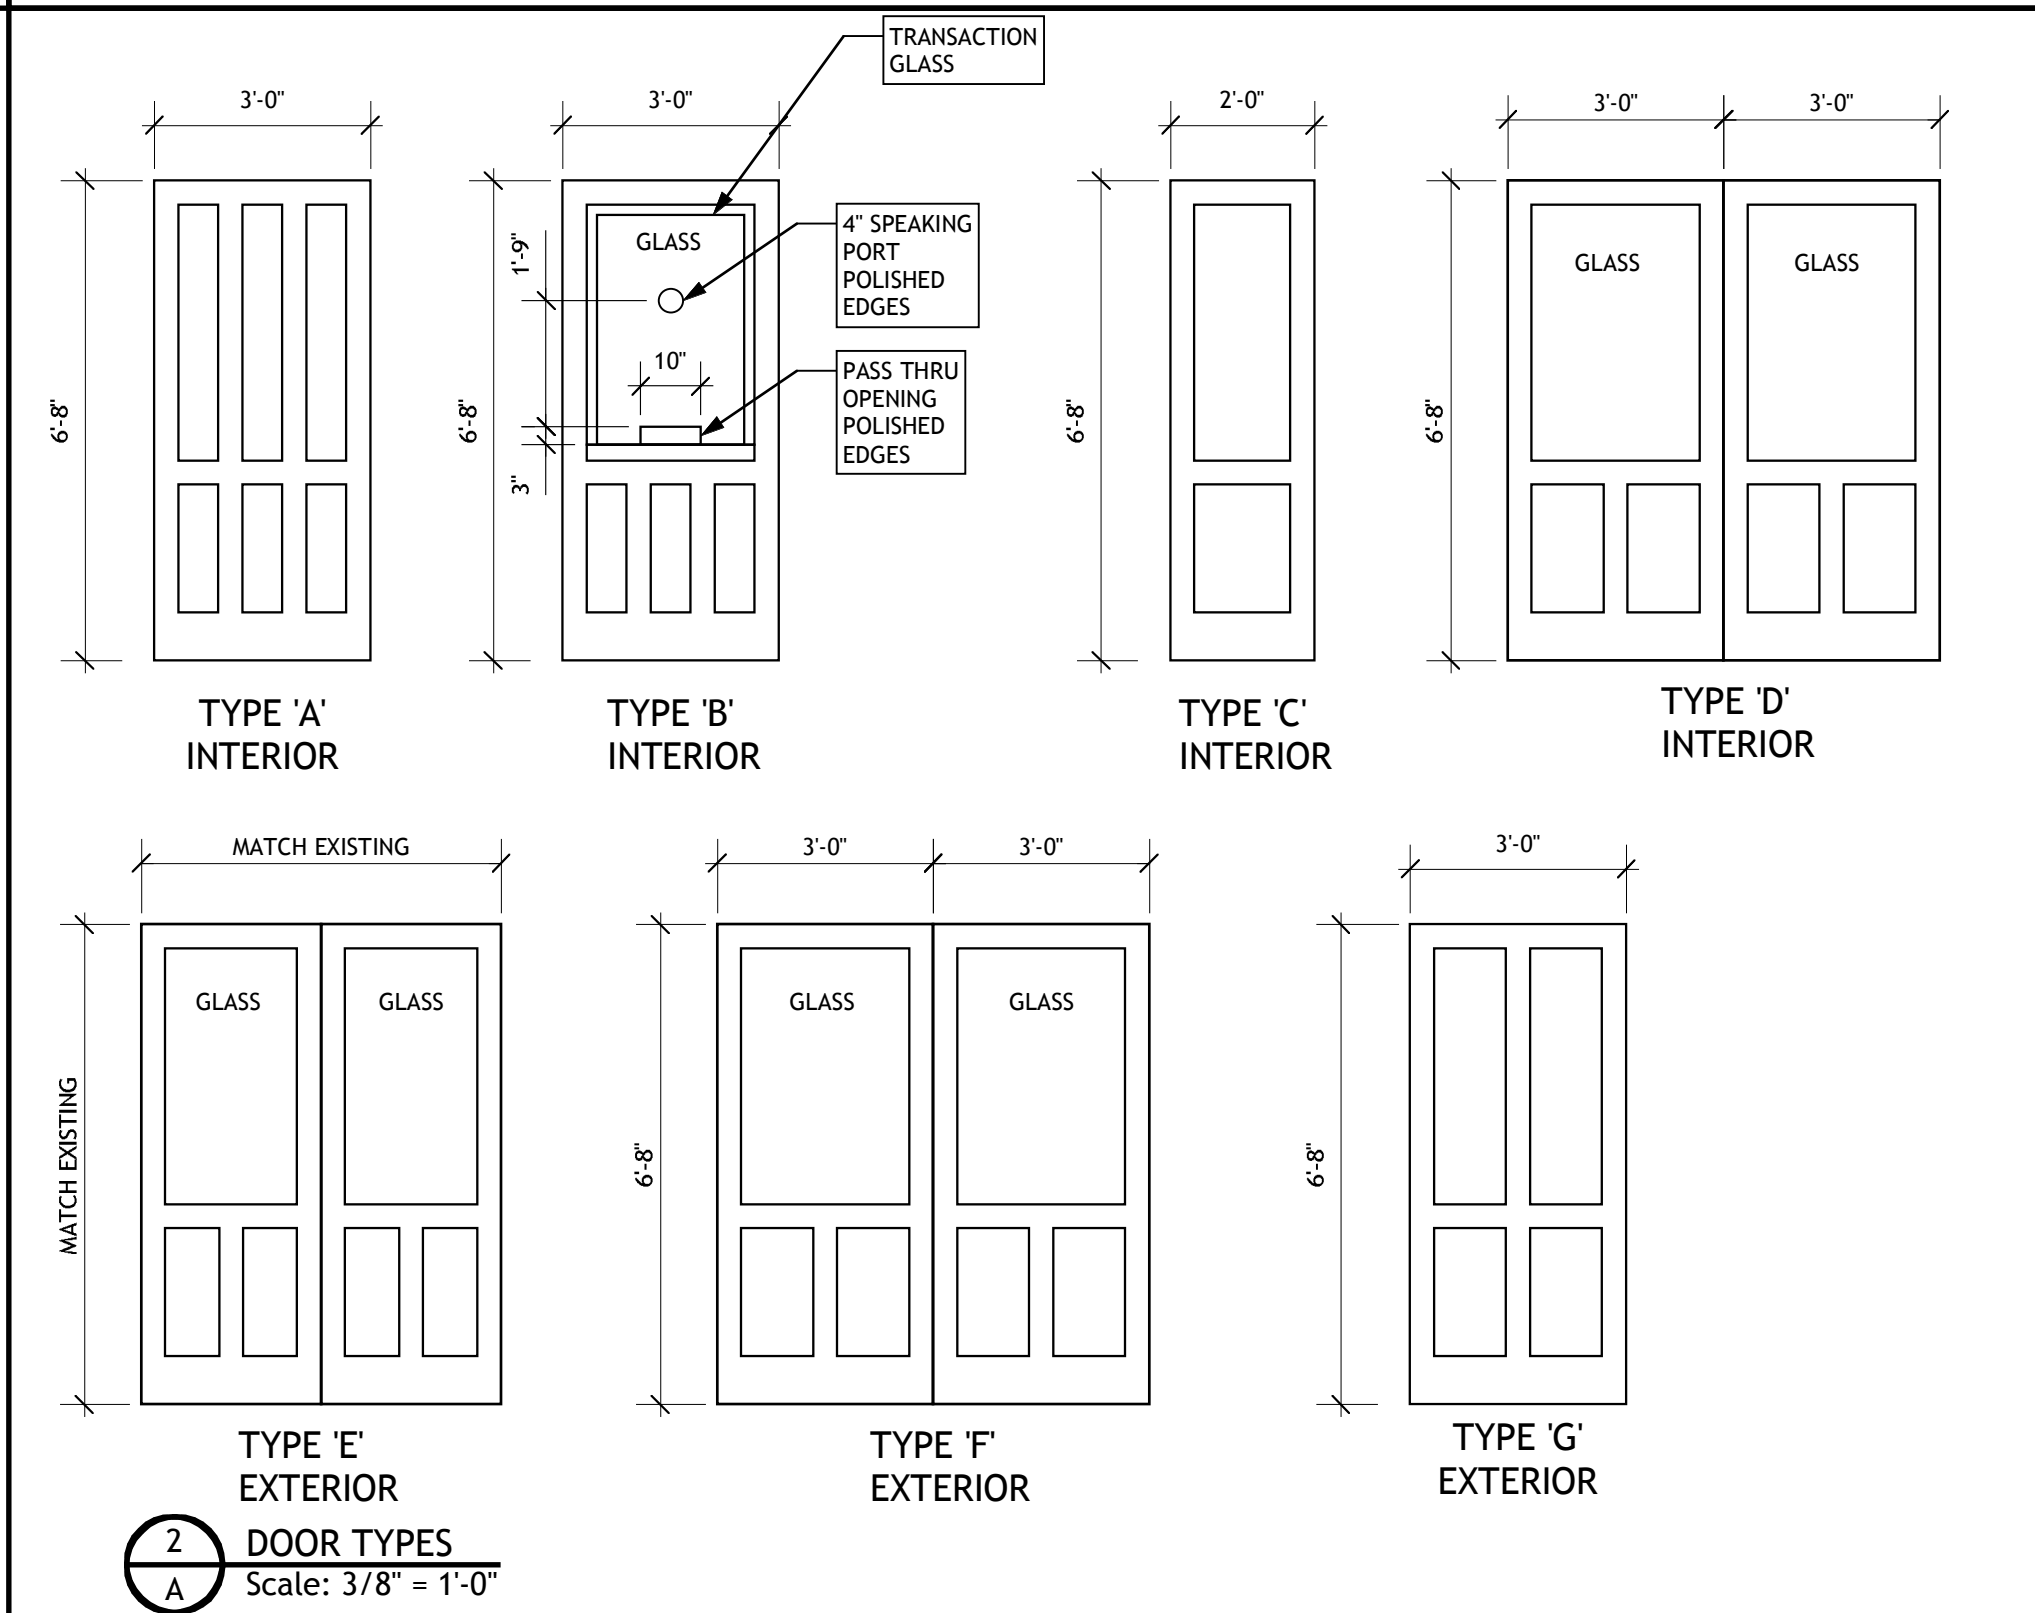 TRANSACTION
GLASS
3'-0"
3'-0"
2'-0"
3'-0"
3'-0"
6'-8"
6'-8"
1'-9"
GLASS
4" SPEAKING
PORT
POLISHED
EDGES
10"
3"
PASS THRU
OPENING
POLISHED
EDGES
6'-8"
6'-8"
GLASS
GLASS
TYPE 'A'
INTERIOR
TYPE 'B'
INTERIOR
TYPE 'C'
INTERIOR
TYPE 'D'
INTERIOR
MATCH EXISTING
3'-0"
3'-0"
3'-0"
MATCH EXISTING
GLASS
GLASS
6'-8"
GLASS
GLASS
6'-8"
TYPE 'E'
EXTERIOR
TYPE 'F'
EXTERIOR
TYPE 'G'
EXTERIOR
2
A
DOOR TYPES
Scale: 3/8" = 1'-0"